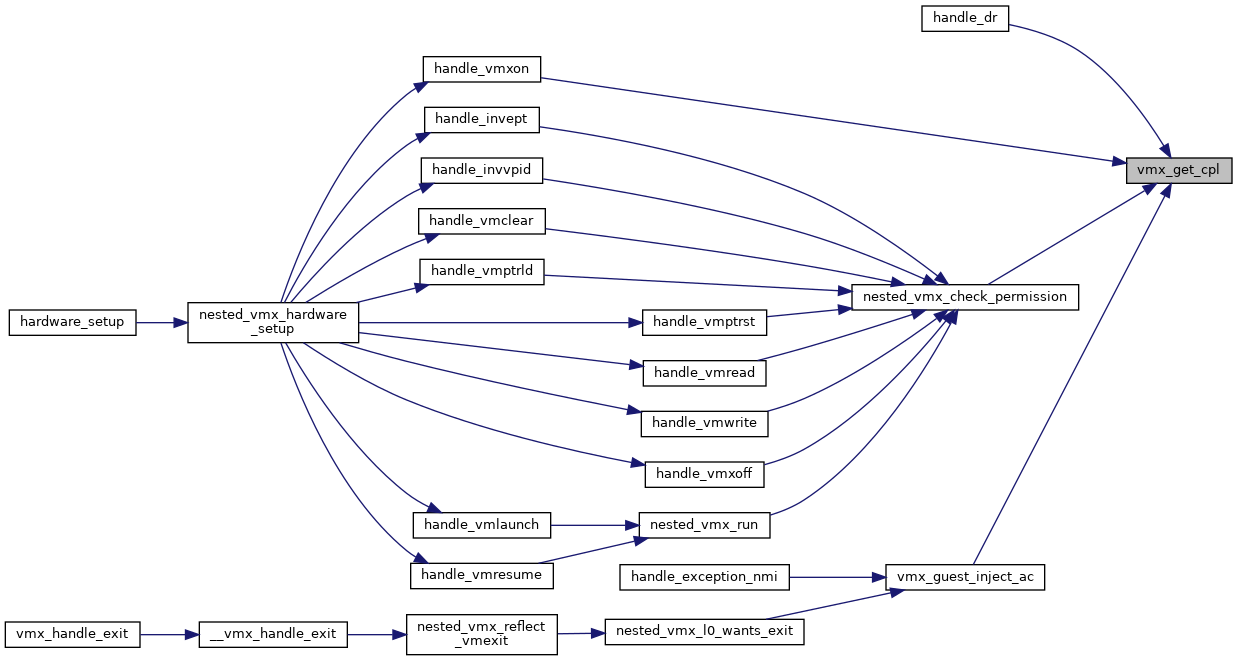 handle_dr
handle_vmxon
handle_invept
handle_invvpid
vmx_get_cpl
handle_vmclear
handle_vmptrld
nested_vmx_check_permission
hardware_setup
nested_vmx_hardware
_setup
handle_vmptrst
handle_vmread
handle_vmwrite
handle_vmxoff
handle_vmlaunch
nested_vmx_run
handle_vmresume
handle_exception_nmi
vmx_guest_inject_ac
vmx_handle_exit
__vmx_handle_exit
nested_vmx_reflect
_vmexit
nested_vmx_l0_wants_exit